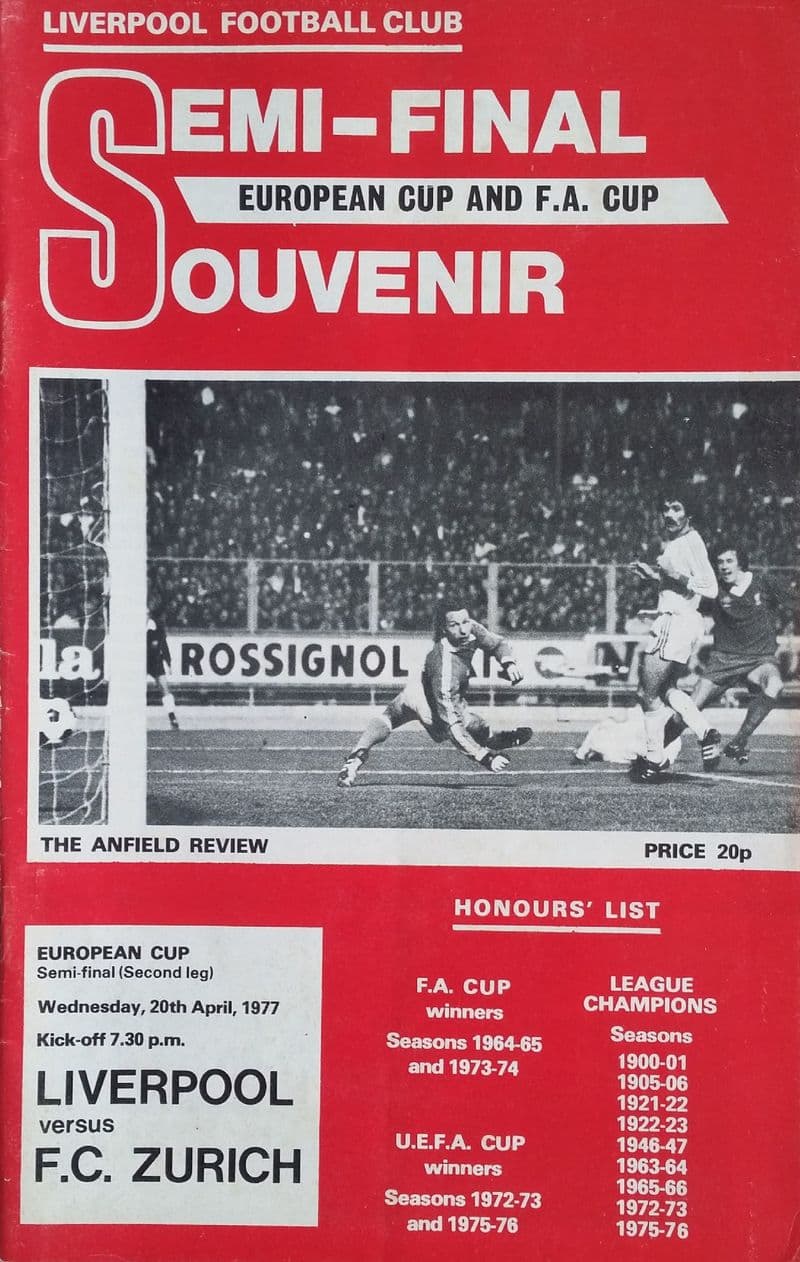 LIVERPOOL FOOTBALL CLUB
SEMI-FINAL
EUROPEAN CUP AND F.A. CUP
SOUVENIR
la
ROSSIGNOL
THE ANFIELD REVIEW
PRICE 20p
EUROPEAN CUP
Semi-final (Second leg)
Wednesday, 20th April, 1977
Kick-off 7.30 p.m.
LIVERPOOL
versus
F.C. ZURICH
HONOURS' LIST
F.A. CUP
winners
Seasons 1964-65
and 1973-74
U.E.F.A. CUP
winners
Seasons 1972-73
and 1975-76
LEAGUE
CHAMPIONS
Seasons
1900-01
1905-06
1921-22
1922-23
1946-47
1963-64
1965-66
1972-73
1975-76